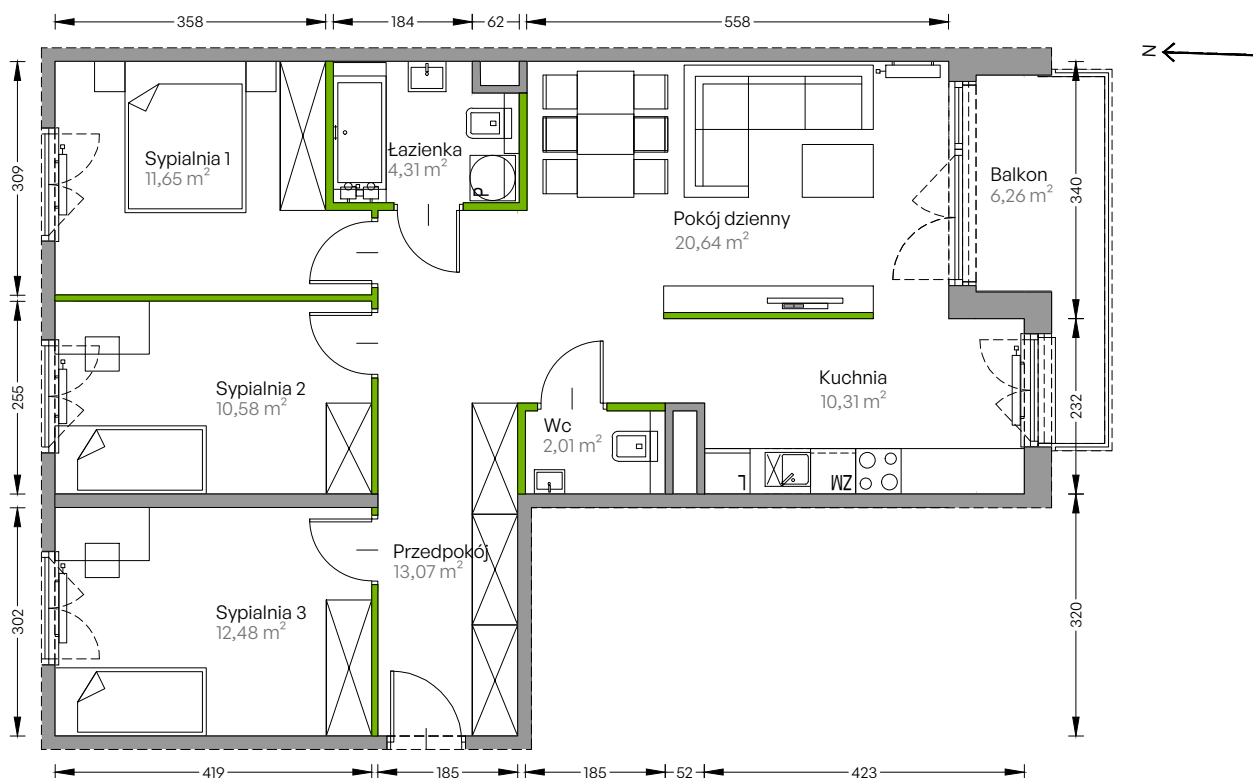 358
184
62
558
N
309
255
302
340
232
320
Sypialnia 1
11,65 m²
Łazienka
4,31 m²
P
Pokój dzienny
20,64 m²
Balkon
6,26 m²
Sypialnia 2
10,58 m²
Wc
2,01 m²
Kuchnia
10,31 m²
L
ZM
Przedpokój
13,07 m²
Sypialnia 3
12,48 m²
419
185
185
52
423